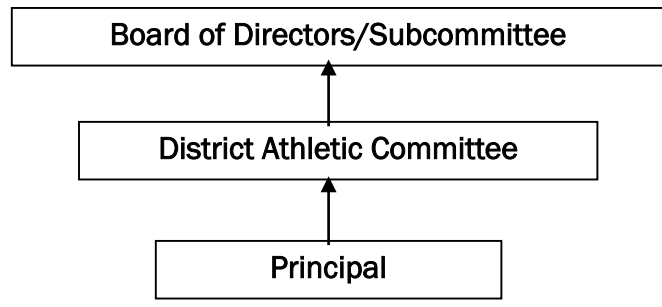 Board of Directors/Subcommittee
District Athletic Committee
Principal